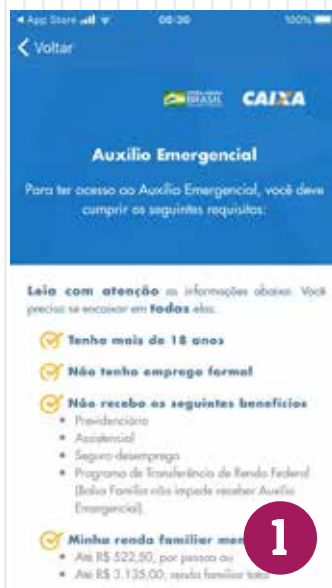 App Store 08:30 100%
Voltar
BRASIL CAIXA
Auxílio Emergencial
Para ter acesso ao Auxílio Emergencial, você deve
cumprir os seguintes requisitos:
Leia com atenção as informações abaixo. Você
precisa se encaixar em todas elas.
Tenho mais de 18 anos
Não tenho emprego formal
Não recebo os seguintes benefícios
Previdenciário
Assistencial
Seguro-desemprego
Programa de Transferência de Renda Federal
(Bolsa Família não impede receber Auxílio
Emergencial).
Minha renda familiar
Até R$ 522,50, por pessoa ou
Até R$ 3.135,00, renda familiar total
1